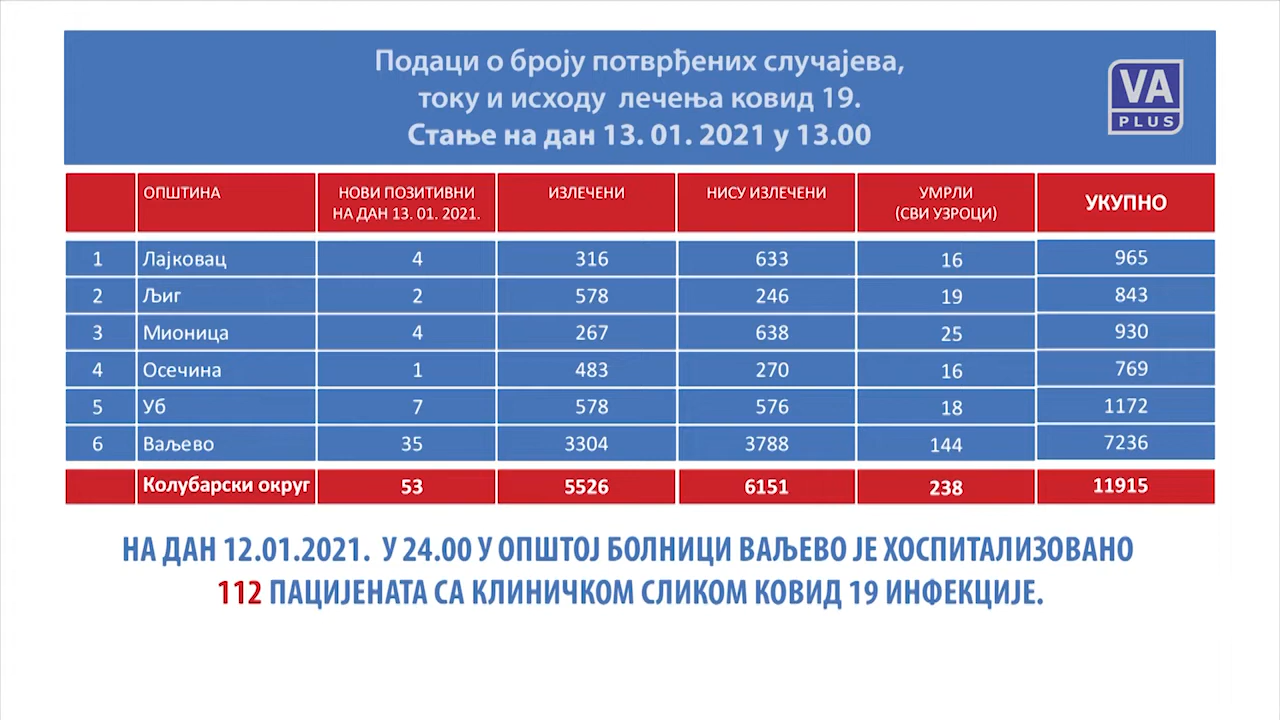 Подаци о броју потврђених случајева,
току и исходу лечења ковид 19.
Стање на дан 13. 01. 2021 у 13.00
VA
PLUS
ОПШТИНА НОВИ ПОЗИТИВНИ НА ДАН 13. 01. 2021. ИЗЛЕЧЕНИ НИСУ ИЗЛЕЧЕНИ УМРЛИ (СВИ УЗРОЦИ) УКУПНО
1 Лајковац 4 316 633 16 965
2 Љиг 2 578 246 19 843
3 Мионица 4 267 638 25 930
4 Осечина 1 483 270 16 769
5 Уб 7 578 576 18 1172
6 Ваљево 35 3304 3788 144 7236
Колубарски округ 53 5526 6151 238 11915
НА ДАН 12.01.2021. У 24.00 У ОПШТОЈ БОЛНИЦИ ВАЉЕВО ЈЕ ХОСПИТАЛИЗОВАНО
112 ПАЦИЈЕНАТА СА КЛИНИЧКОМ СЛИКОМ КОВИД 19 ИНФЕКЦИЈЕ.